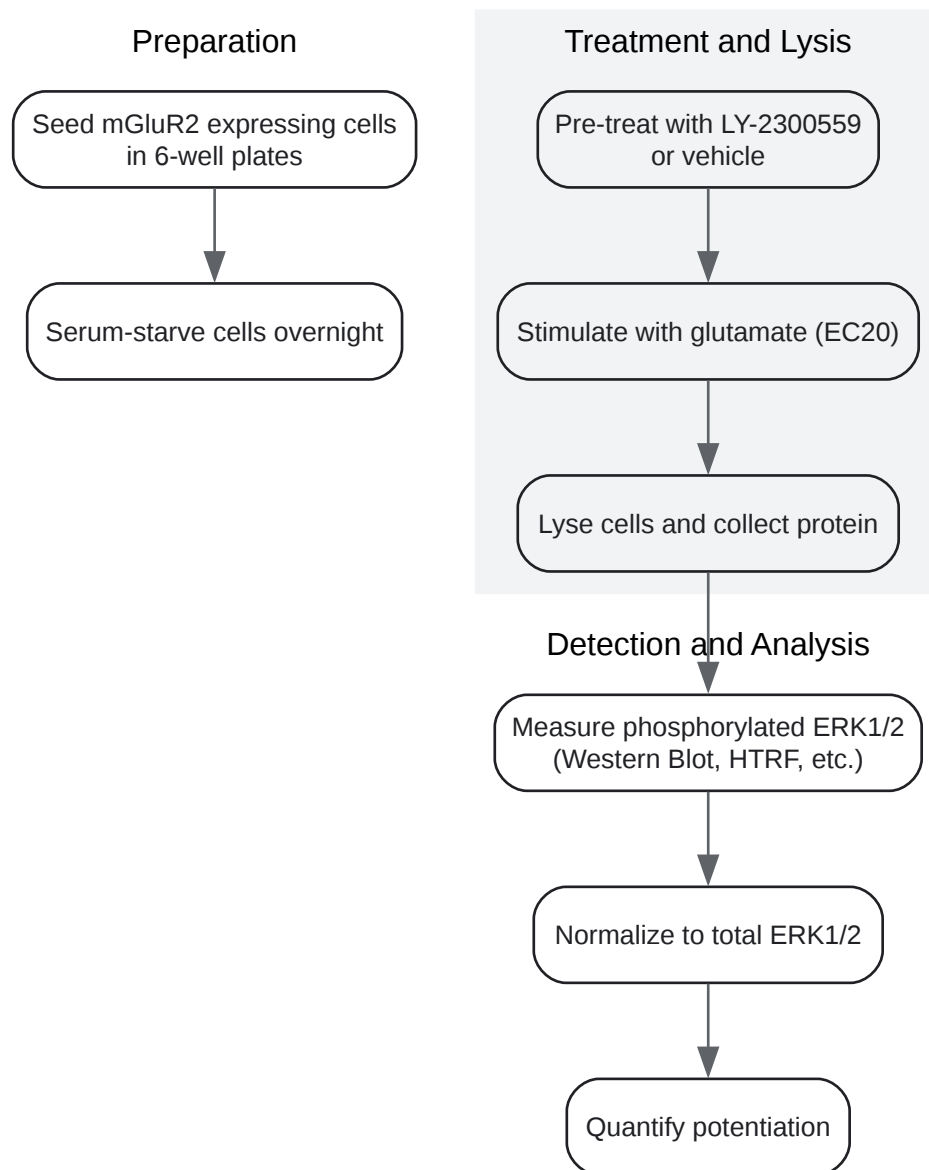 Preparation
Seed mGluR2 expressing cells
in 6-well plates
Serum-starve cells overnight
Treatment and Lysis
Pre-treat with LY-2300559
or vehicle
Stimulate with glutamate (EC20)
Lyse cells and collect protein
Detection and Analysis
Measure phosphorylated ERK1/2
(Western Blot, HTRF, etc.)
Normalize to total ERK1/2
Quantify potentiation